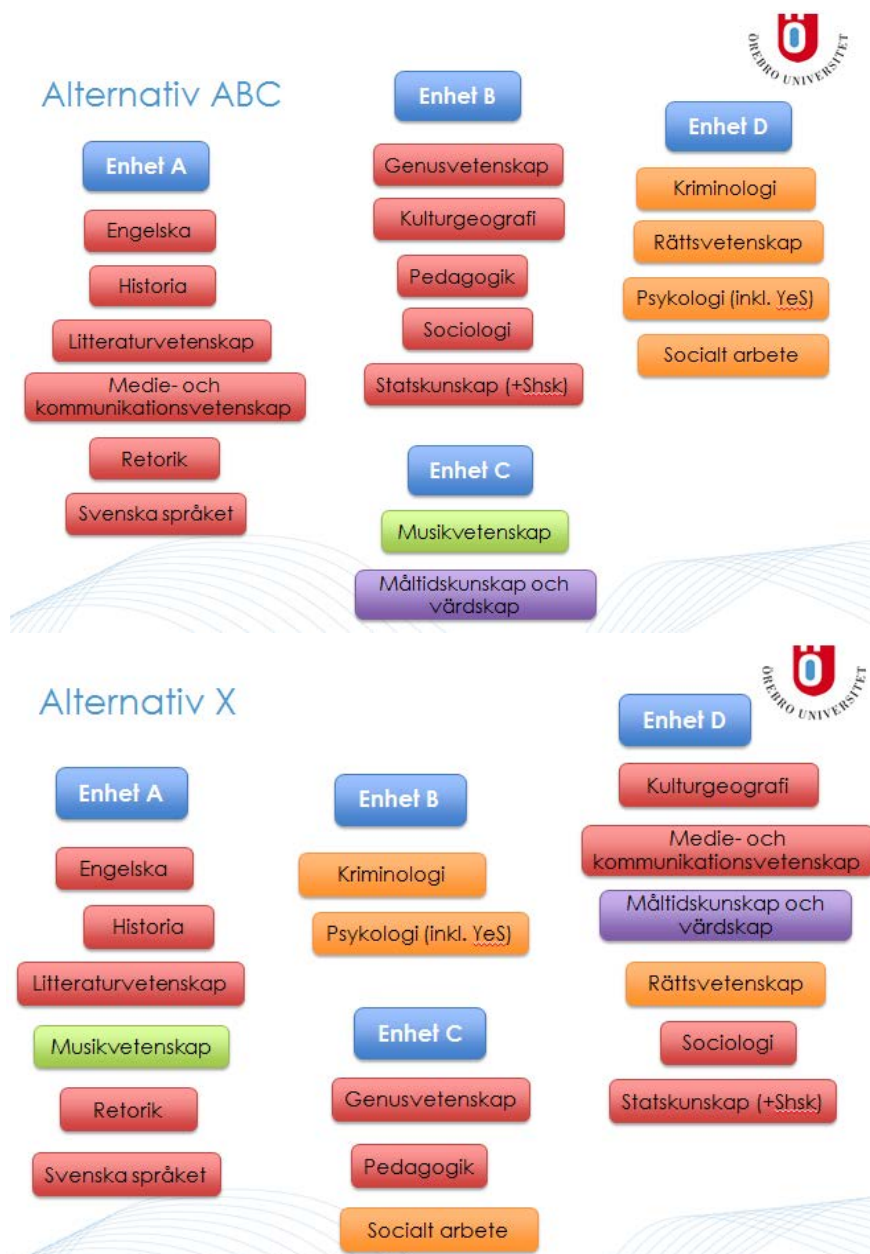 Alternativ ABC
ÖREBRO UNIVERSITET
Enhet A
Engelska
Historia
Litteraturvetenskap
Medie- och
kommunikationsvetenskap
Retorik
Svenska språket
Enhet B
Genusvetenskap
Kulturgeografi
Pedagogik
Sociologi
Statskunskap (+Shsk)
Enhet C
Musikvetenskap
Måltidskunskap och
värdskap
Enhet D
Kriminologi
Rättsvetenskap
Psykologi (inkl. YeS)
Socialt arbete
Alternativ X
ÖREBRO UNIVERSITET
Enhet A
Engelska
Historia
Litteraturvetenskap
Musikvetenskap
Retorik
Svenska språket
Enhet B
Kriminologi
Psykologi (inkl. YeS)
Enhet C
Genusvetenskap
Pedagogik
Socialt arbete
Enhet D
Kulturgeografi
Medie- och
kommunikationsvetenskap
Måltidskunskap och
värdskap
Rättsvetenskap
Sociologi
Statskunskap (+Shsk)